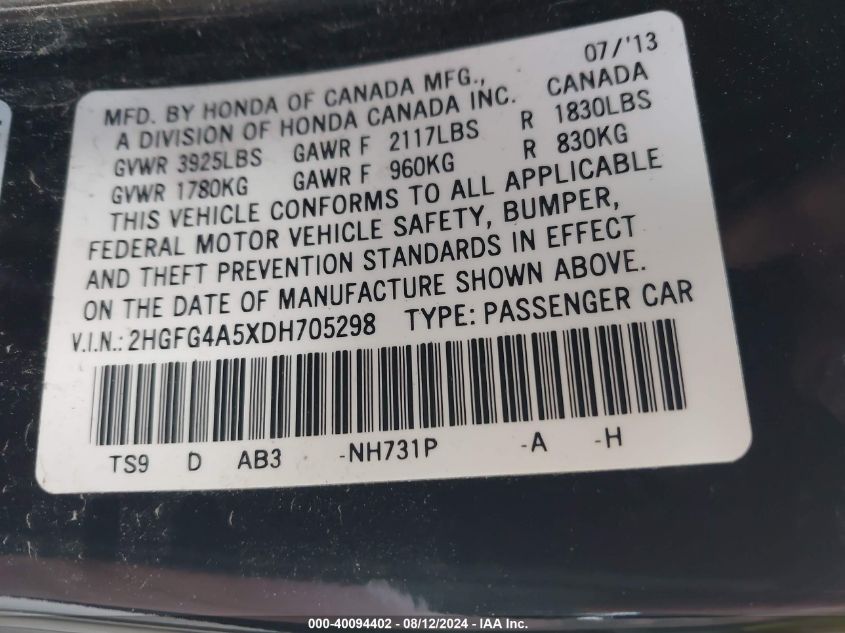 07/'13
MFD. BY HONDA OF CANADA MFG.,
A DIVISION OF HONDA CANADA INC. CANADA
GVWR 3925LBS GAWR F 2117LBS R 1830LBS
GVWR 1780KG GAWR F 960KG R 830KG
THIS VEHICLE CONFORMS TO ALL APPLICABLE
FEDERAL MOTOR VEHICLE SAFETY, BUMPER,
AND THEFT PREVENTION STANDARDS IN EFFECT
ON THE DATE OF MANUFACTURE SHOWN ABOVE.
V.I.N.: 2HGFG4A5XDH705298 TYPE: PASSENGER CAR
TS9 D AB3 -NH731P -A -H
000-40094402 - 08/12/2024 - IAA Inc.